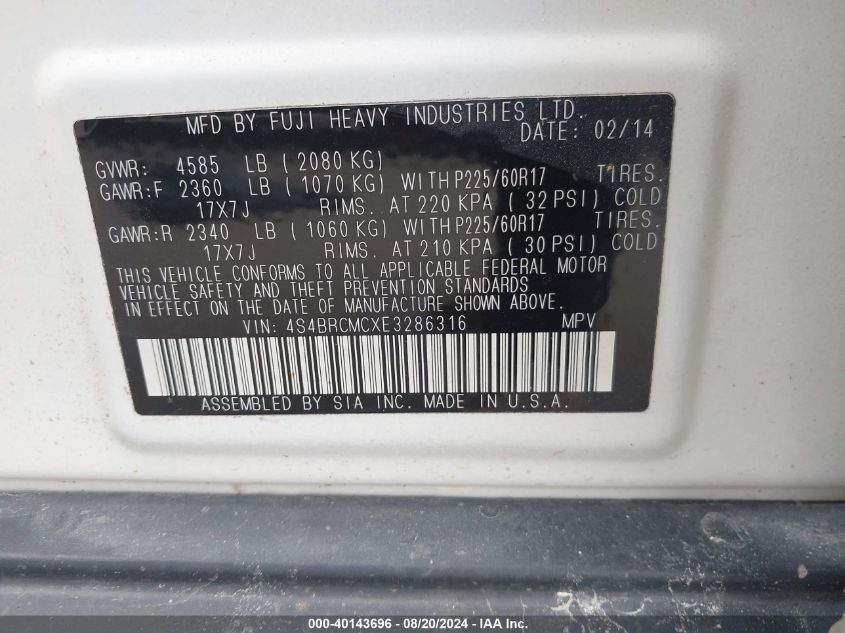 MFD BY FUJI HEAVY INDUSTRIES LTD.
DATE: 02/14
GVWR: 4585 LB ( 2080 KG)
GAWR:F 2360 LB ( 1070 KG) WITH P225/60R17 TIRES.
17X7J RIMS. AT 220 KPA ( 32 PSI) COLD
GAWR:R 2340 LB ( 1060 KG) WITH P225/60R17 TIRES.
17X7J RIMS. AT 210 KPA ( 30 PSI) COLD
THIS VEHICLE CONFORMS TO ALL APPLICABLE FEDERAL MOTOR
VEHICLE SAFETY AND THEFT PREVENTION STANDARDS
IN EFFECT ON THE DATE OF MANUFACTURE SHOWN ABOVE.
VIN: 4S4BRCMCXE3286316 MPV
ASSEMBLED BY SIA INC. MADE IN U.S.A.
000-40143696 - 08/20/2024 - IAA Inc.